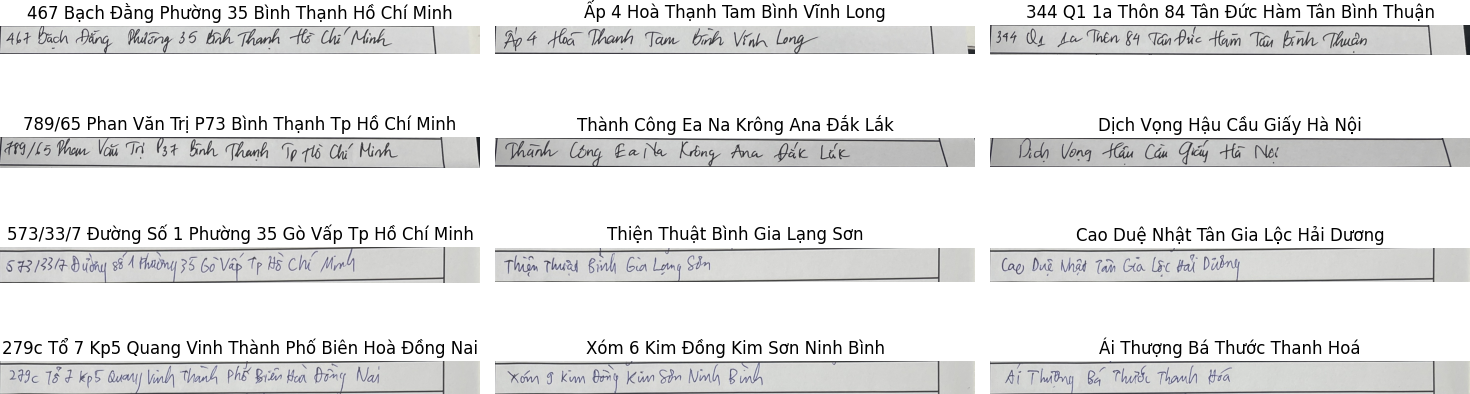 467 Bạch Đằng Phường 35 Bình Thạnh Hồ Chí Minh
467 Bạch Đằng Phường 35 Bình Thạnh Hồ Chí Minh
Ấp 4 Hoà Thạnh Tam Bình Vĩnh Long
Ấp 4 Hoà Thạnh Tam Bình Vĩnh Long
344 Q1 1a Thôn 84 Tân Đức Hàm Tân Bình Thuận
344 Q1 1a Thôn 84 Tân Đức Hàm Tân Bình Thuận
789/65 Phan Văn Trị P73 Bình Thạnh Tp Hồ Chí Minh
789/65 Phan Văn Trị P37 Bình Thạnh Tp Hồ Chí Minh
Thành Công Ea Na Krông Ana Đắk Lắk
Thành Công Ea Na Krông Ana Đắk Lắk
Dịch Vọng Hậu Cầu Giấy Hà Nội
Dịch Vọng Hậu Cầu Giấy Hà Nội
573/33/7 Đường Số 1 Phường 35 Gò Vấp Tp Hồ Chí Minh
573/33/7 Đường số 1 Phường 35 Gò Vấp Tp Hồ Chí Minh
Thiện Thuật Bình Gia Lạng Sơn
Thiện Thuật Bình Gia Lạng Sơn
Cao Duệ Nhật Tân Gia Lộc Hải Dương
Cao Duệ Nhật Tân Gia Lộc Hải Dương
279c Tổ 7 Kp5 Quang Vinh Thành Phố Biên Hoà Đồng Nai
279c Tổ 7 Kp5 Quang Vinh Thành Phố Biên Hoà Đồng Nai
Xóm 6 Kim Đồng Kim Sơn Ninh Bình
Xóm 9 Kim Đồng Kim Sơn Ninh Bình
Ái Thượng Bá Thước Thanh Hoá
Ái Thượng Bá Thước Thanh Hóa